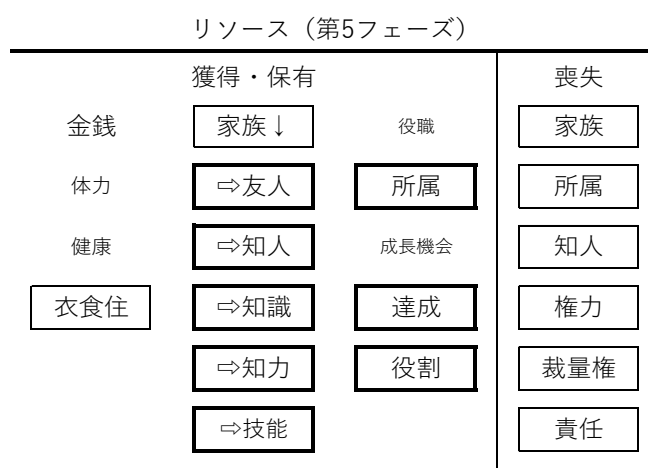 リソース（第5フェーズ）
獲得・保有 喪失
金銭 家族↓ 役職 家族
体力 ⇨友人 所属 所属
健康 ⇨知人 成長機会 知人
衣食住 ⇨知識 達成 権力
⇨知力 役割 裁量権
⇨技能 責任